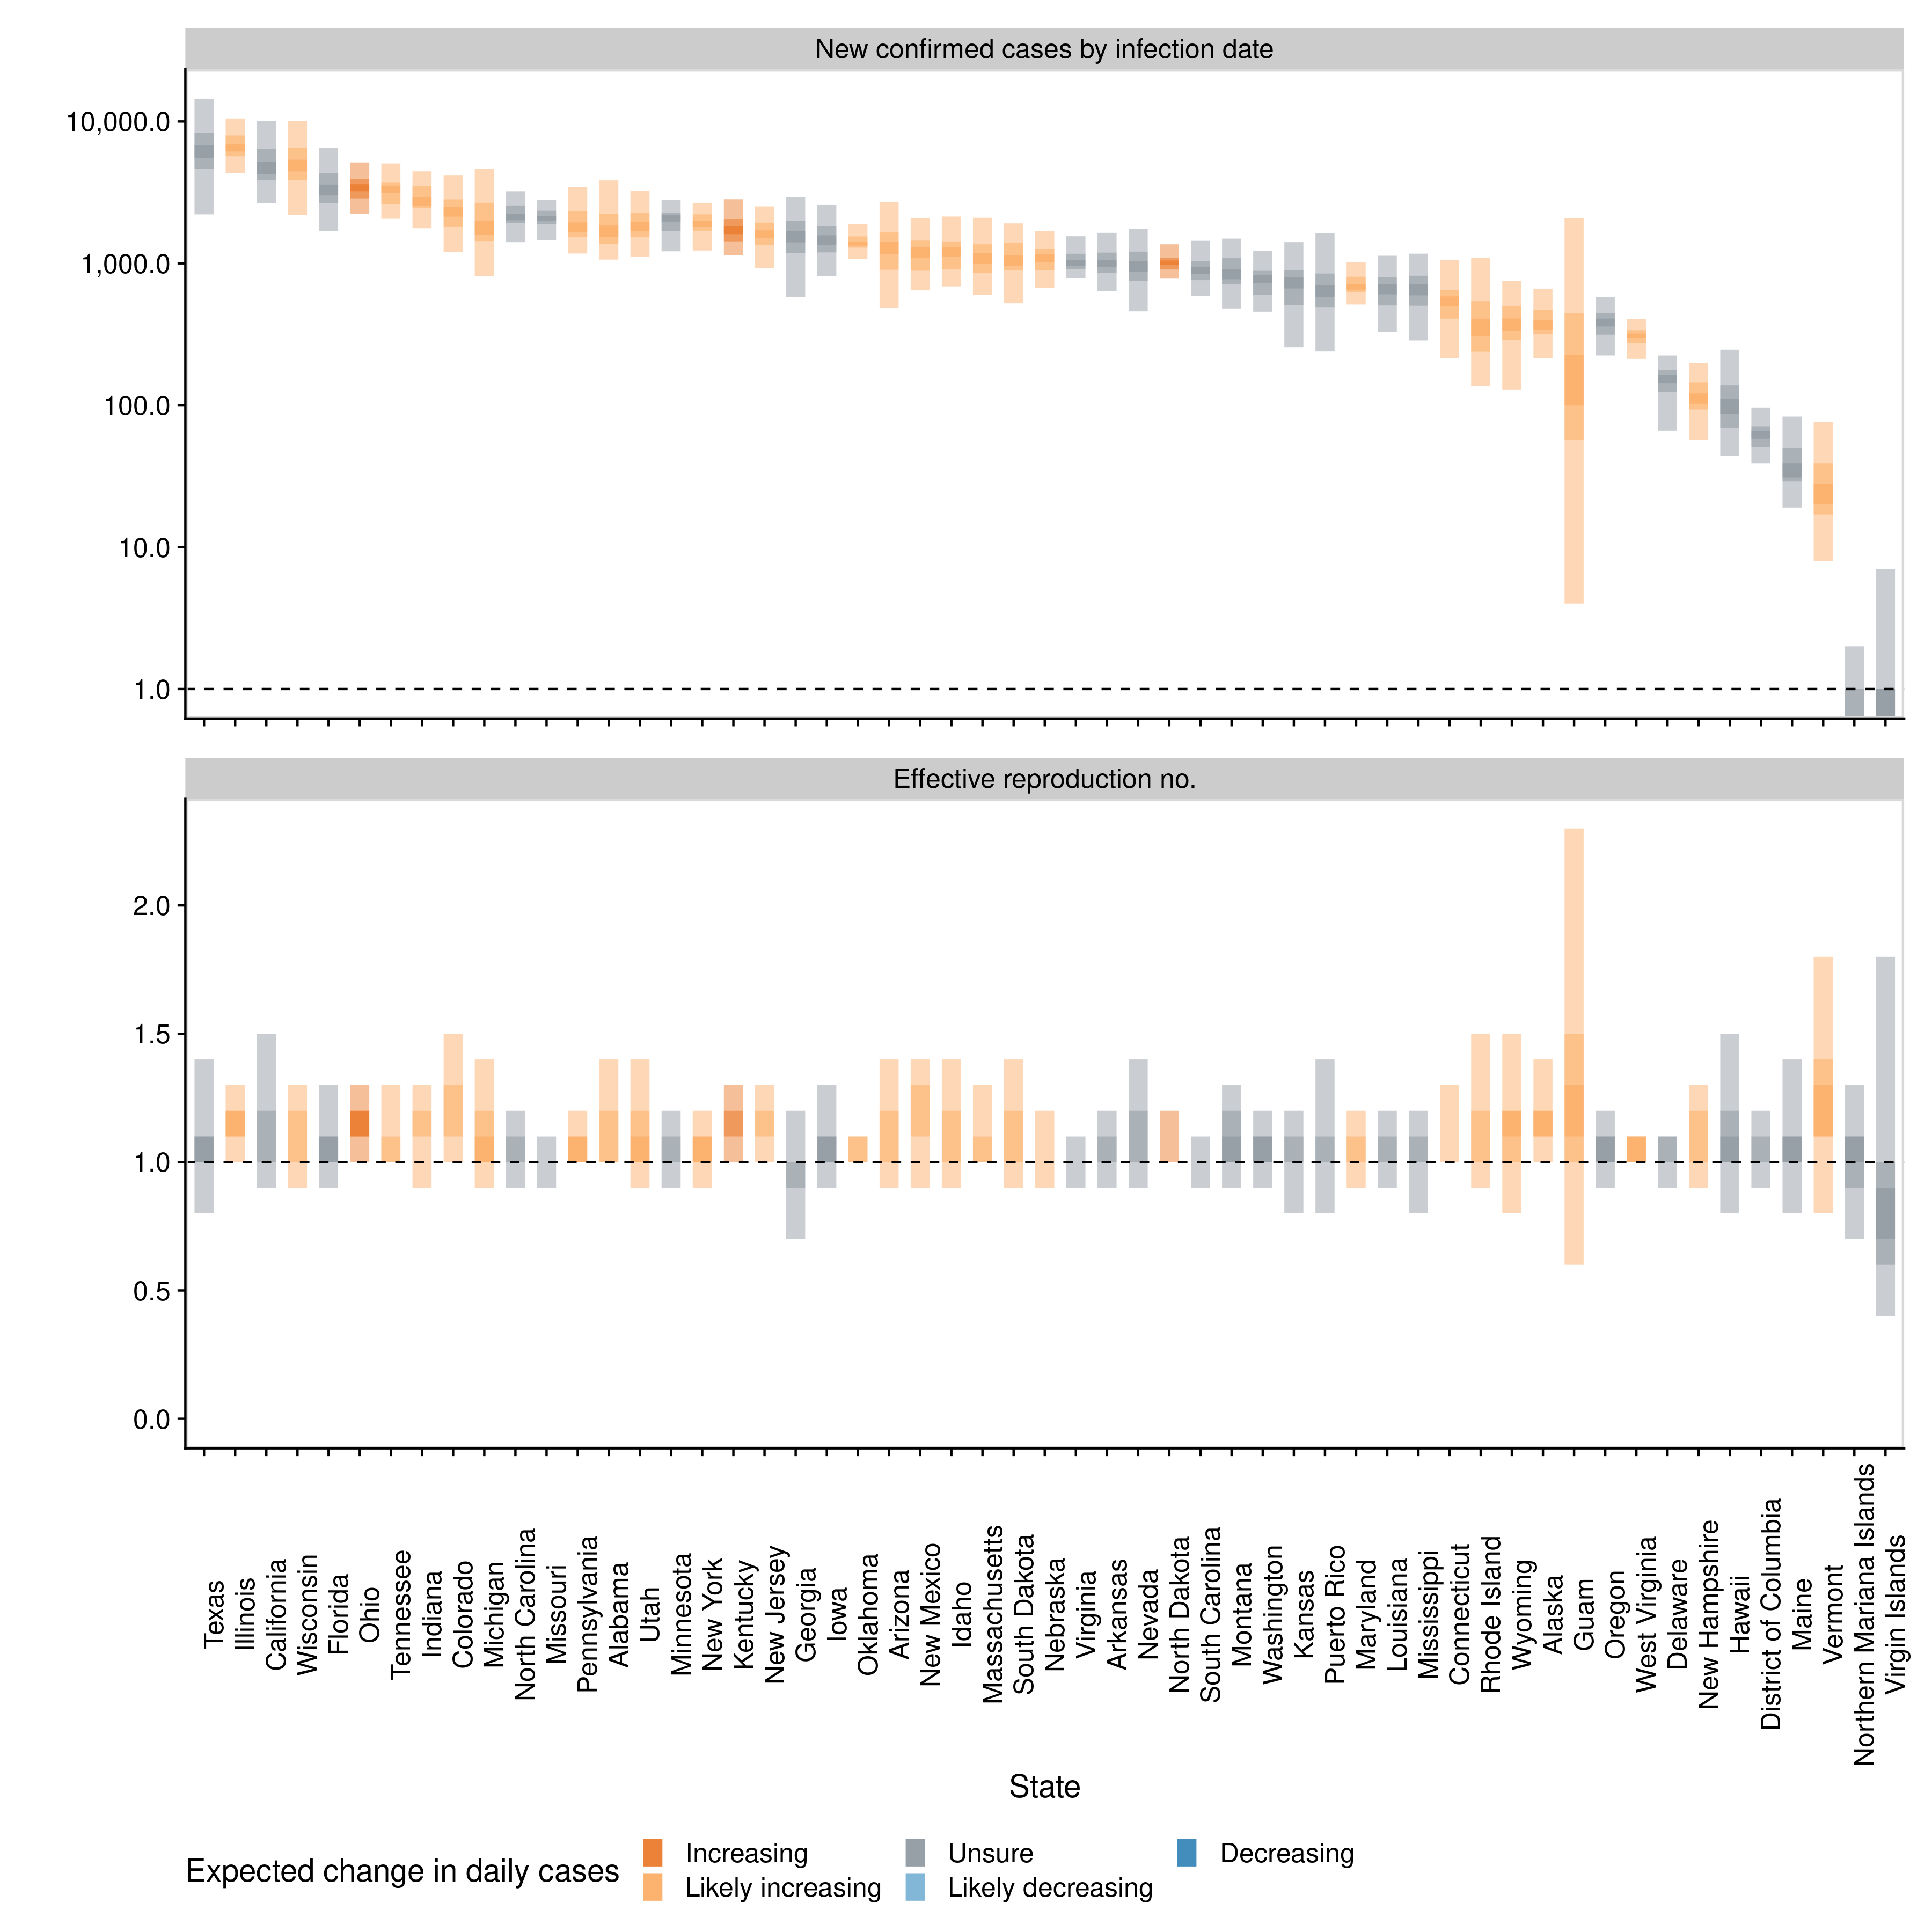 New confirmed cases by infection date
10,000.0
1,000.0
100.0
10.0
1.0
Effective reproduction no.
2.0
1.5
1.0
0.5
0.0
Texas
Illinois
California
Wisconsin
Florida
Ohio
Tennessee
Indiana
Colorado
Michigan
North Carolina
Missouri
Pennsylvania
Alabama
Utah
Minnesota
New York
Kentucky
New Jersey
Georgia
Iowa
Oklahoma
Arizona
New Mexico
Idaho
Massachusetts
South Dakota
Nebraska
Virginia
Arkansas
Nevada
North Dakota
South Carolina
Montana
Washington
Kansas
Puerto Rico
Maryland
Louisiana
Mississippi
Connecticut
Rhode Island
Wyoming
Alaska
Guam
Oregon
West Virginia
Delaware
New Hampshire
Hawaii
District of Columbia
Maine
Vermont
Northern Mariana Islands
Virgin Islands
State
Expected change in daily cases
Increasing
Likely increasing
Unsure
Likely decreasing
Decreasing